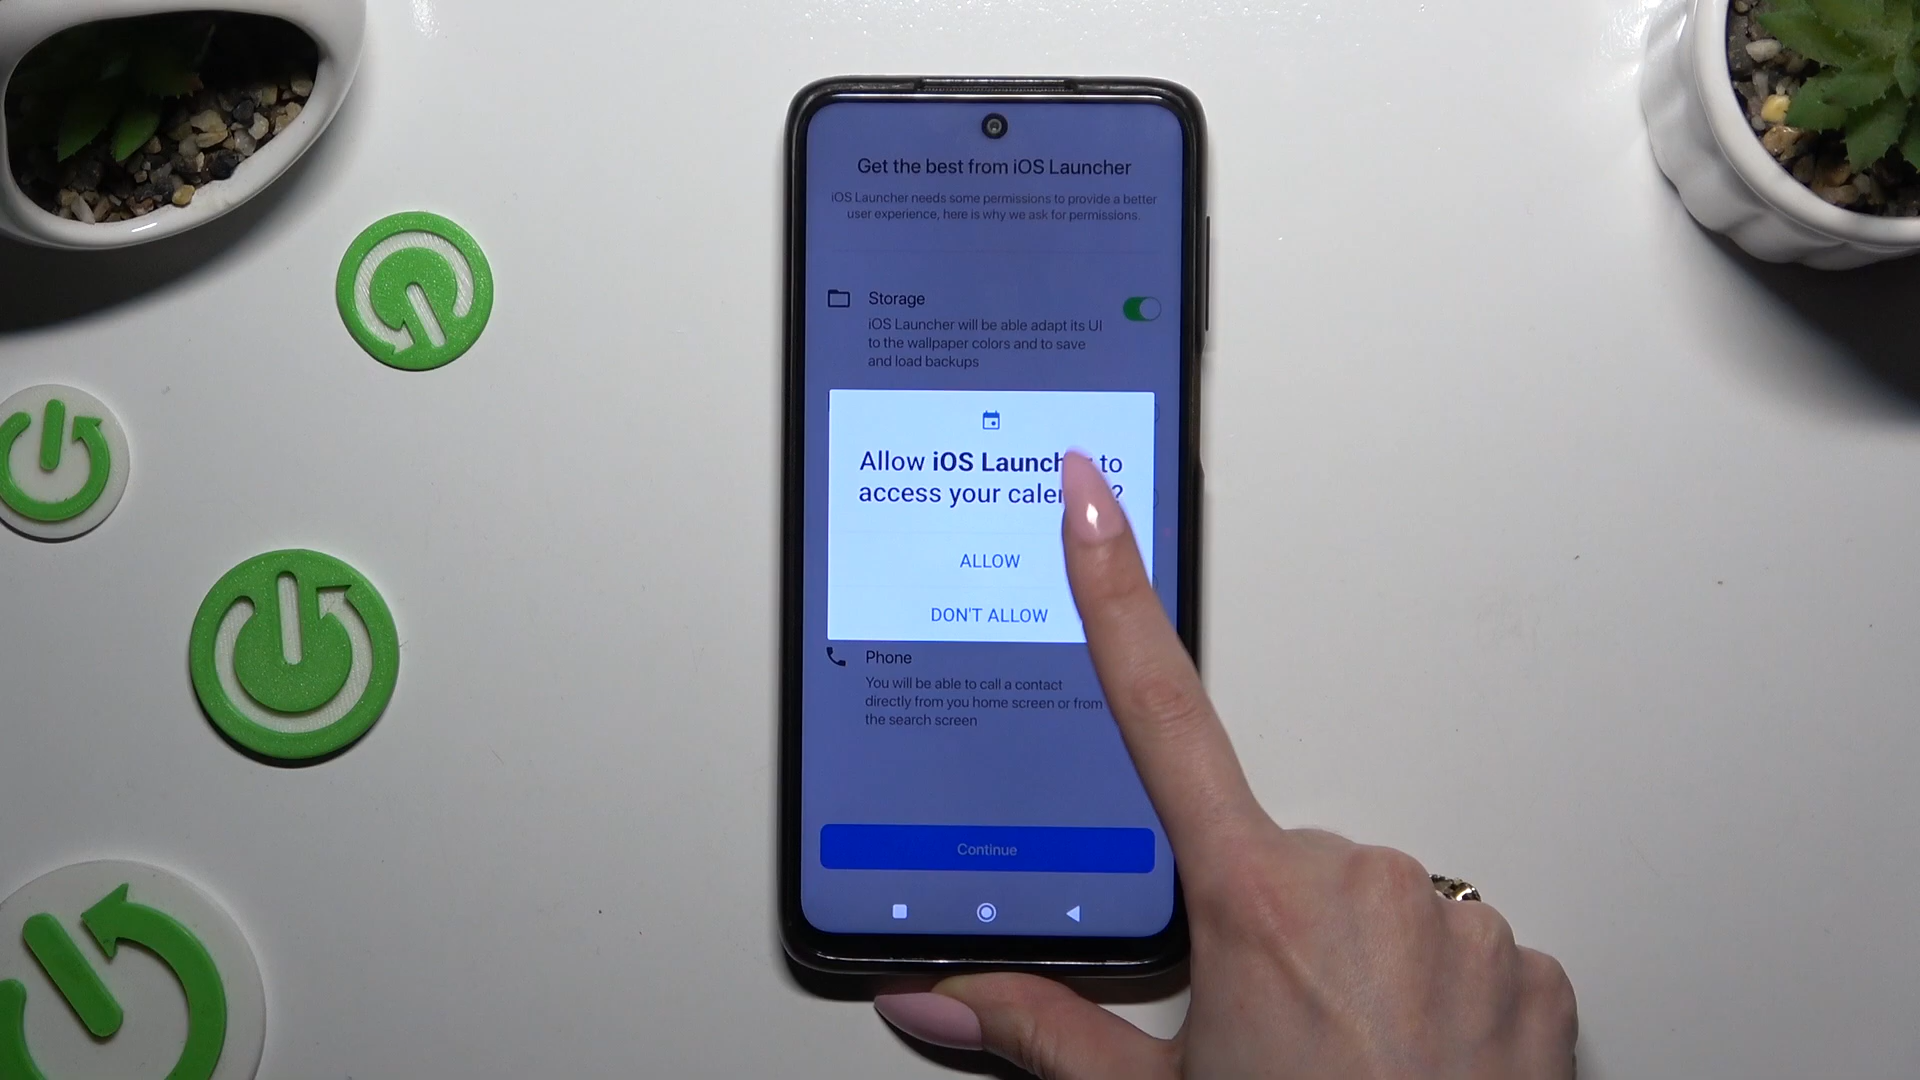 Get the best from iOS Launcher
iOS Launcher needs some permissions to provide a better
user experience, here is why we ask for permissions.
Storage
iOS Launcher will be able adapt its UI
to the wallpaper colors and to save
and load backups
Allow iOS Launch to
access your cale ?
ALLOW
DON'T ALLOW
Phone
You will be able to call a contact
directly from you home screen or from
the search screen
Continue